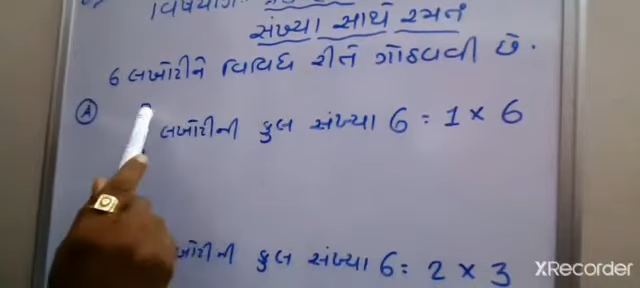 સંખ્યા સાથે રમત
6 લખોટીને વિવિધ રીતે ગોઠવવી છે.
A લખોટીની કુલ સંખ્યા 6 = 1 × 6
કુલ સંખ્યા 6 = 2 × 3
XRecorder